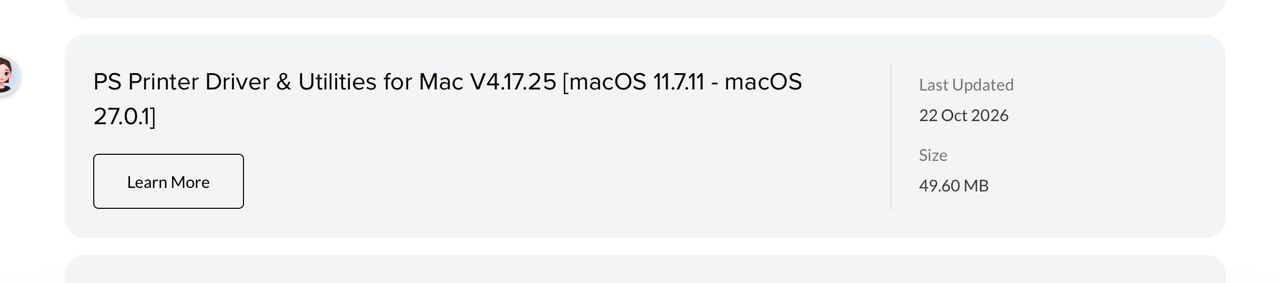 PS Printer Driver & Utilities for Mac V4.17.25 [macOS 11.7.11 - macOS
27.0.1]
Learn More
Last Updated
22 Oct 2026
Size
49.60 MB